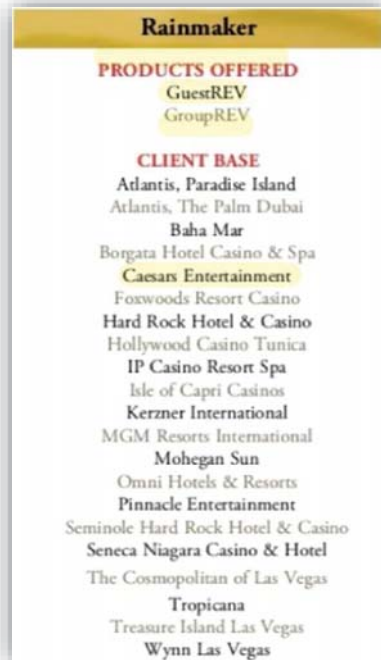 Rainmaker
PRODUCTS OFFERED
GuestREV
GroupREV
CLIENT BASE
Atlantis, Paradise Island
Atlantis, The Palm Dubai
Baha Mar
Borgata Hotel Casino & Spa
Caesars Entertainment
Foxwoods Resort Casino
Hard Rock Hotel & Casino
Hollywood Casino Tunica
IP Casino Resort Spa
Isle of Capri Casinos
Kerzner International
MGM Resorts International
Mohegan Sun
Omni Hotels & Resorts
Pinnacle Entertainment
Seminole Hard Rock Hotel & Casino
Seneca Niagara Casino & Hotel
The Cosmopolitan of Las Vegas
Tropicana
Treasure Island Las Vegas
Wynn Las Vegas